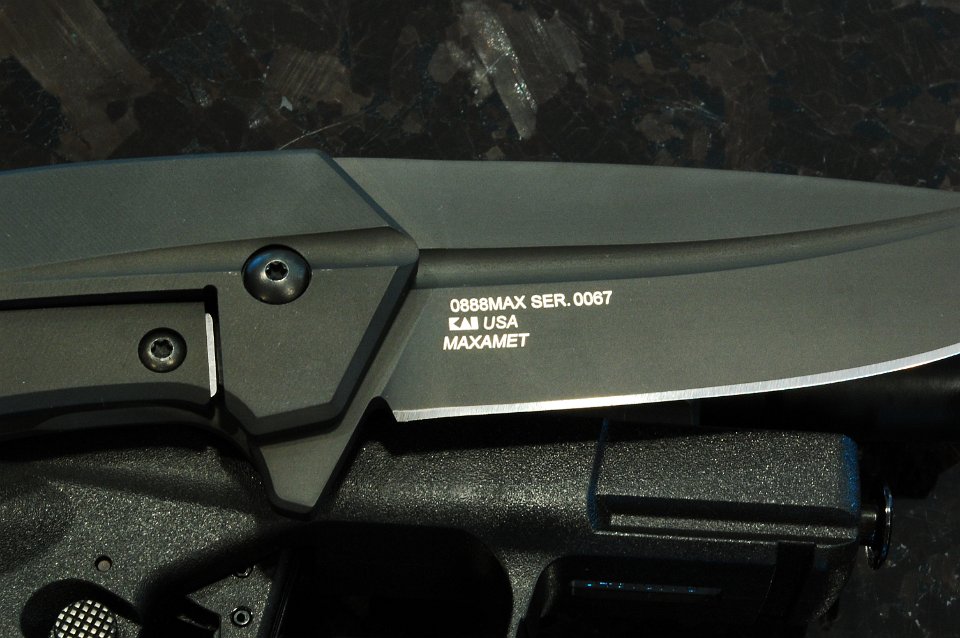 0888MAX SER. 0067
KAI USA
MAXAMET